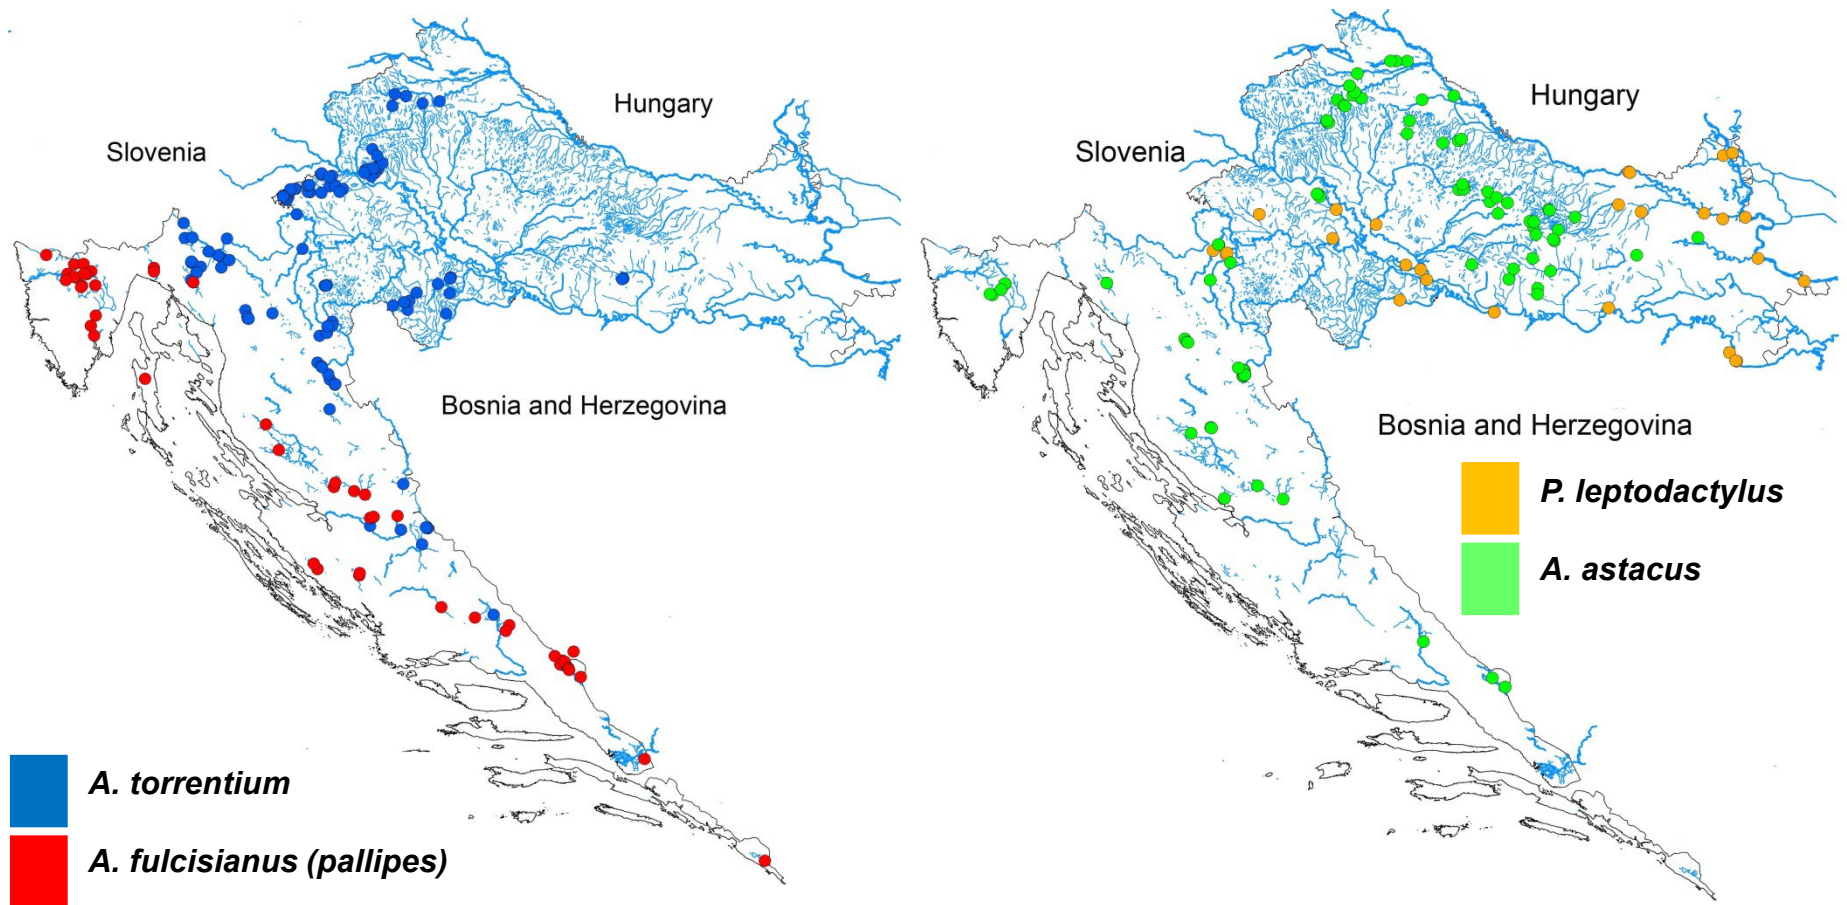 Hungary
Slovenia
Bosnia and Herzegovina
A. torrentium
A. fulcisianus (pallipes)
Hungary
Slovenia
Bosnia and Herzegovina
P. leptodactylus
A. astacus